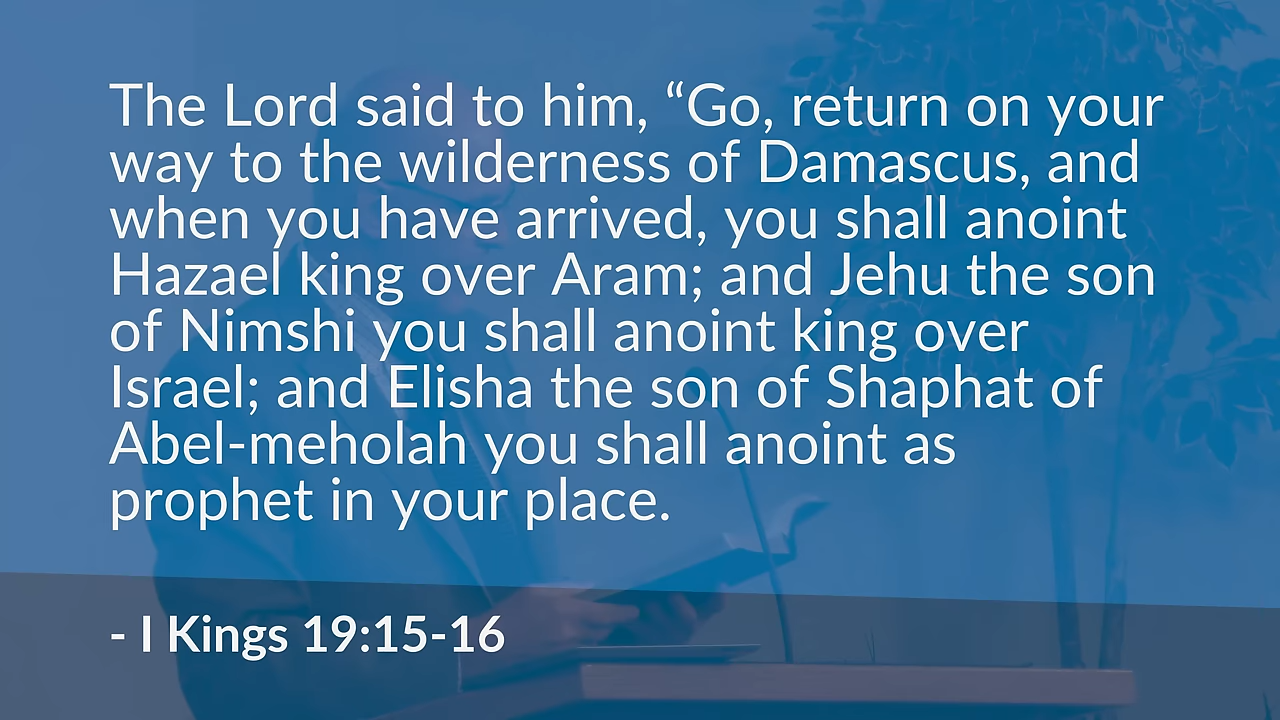 The Lord said to him, “Go, return on your
way to the wilderness of Damascus, and
when you have arrived, you shall anoint
Hazael king over Aram; and Jehu the son
of Nimshi you shall anoint king over
Israel; and Elisha the son of Shaphat of
Abel-meholah you shall anoint as
prophet in your place.
- I Kings 19:15-16